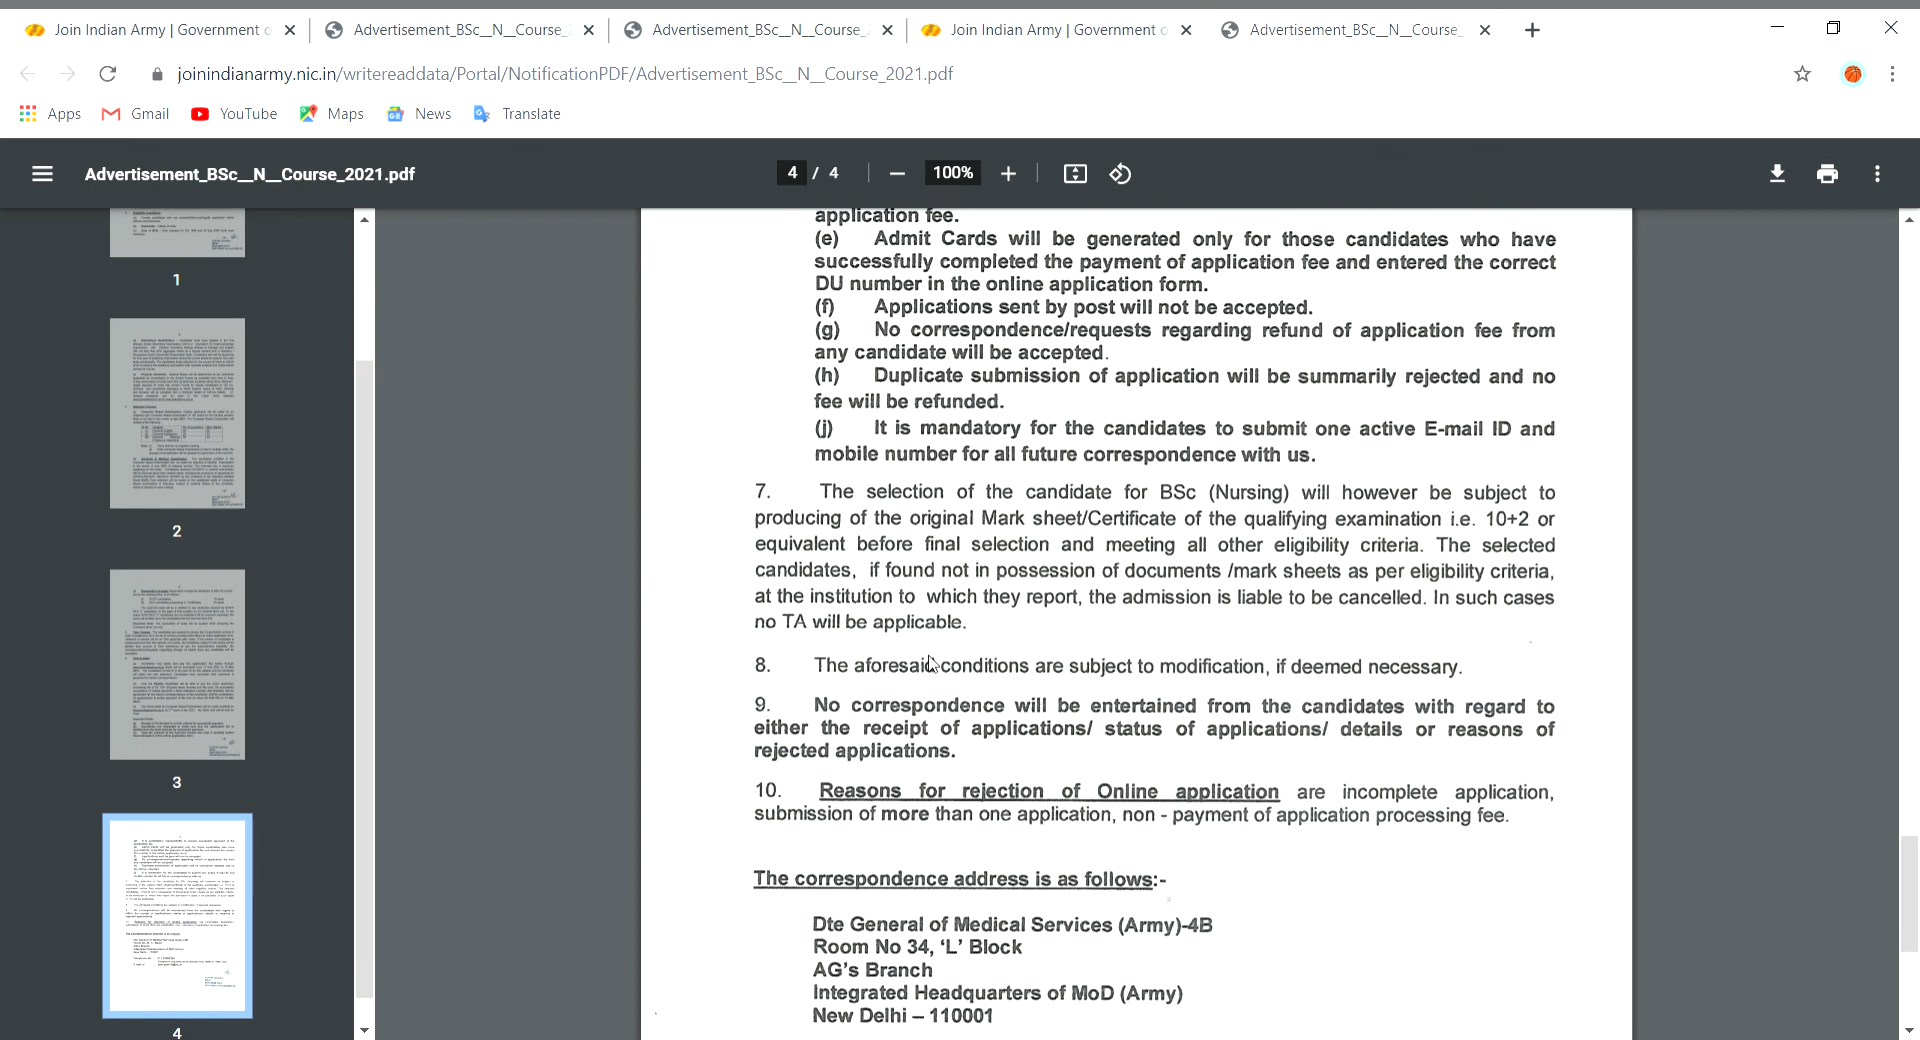 Join Indian Army | Government o
Advertisement_BSc__N__Course_
Advertisement_BSc__N__Course_
Join Indian Army | Government o
Advertisement_BSc__N__Course_
joinindianarmy.nic.in/writereaddata/Portal/NotificationPDF/Advertisement_BSc__N__Course_2021.pdf
Apps Gmail YouTube Maps News Translate
Advertisement_BSc__N__Course_2021.pdf
4 / 4
100%
1
2
3
4
application fee.
(e) Admit Cards will be generated only for those candidates who have
successfully completed the payment of application fee and entered the correct
DU number in the online application form.
(f) Applications sent by post will not be accepted.
(g) No correspondence/requests regarding refund of application fee from
any candidate will be accepted.
(h) Duplicate submission of application will be summarily rejected and no
fee will be refunded.
(j) It is mandatory for the candidates to submit one active E-mail ID and
mobile number for all future correspondence with us.
7. The selection of the candidate for BSc (Nursing) will however be subject to
producing of the original Mark sheet/Certificate of the qualifying examination i.e. 10+2 or
equivalent before final selection and meeting all other eligibility criteria. The selected
candidates, if found not in possession of documents /mark sheets as per eligibility criteria,
at the institution to which they report, the admission is liable to be cancelled. In such cases
no TA will be applicable.
8. The aforesaid conditions are subject to modification, if deemed necessary.
9. No correspondence will be entertained from the candidates with regard to
either the receipt of applications/ status of applications/ details or reasons of
rejected applications.
10. Reasons for rejection of Online application are incomplete application,
submission of more than one application, non - payment of application processing fee.
The correspondence address is as follows:-
Dte General of Medical Services (Army)-4B
Room No 34, ‘L’ Block
AG’s Branch
Integrated Headquarters of MoD (Army)
New Delhi – 110001